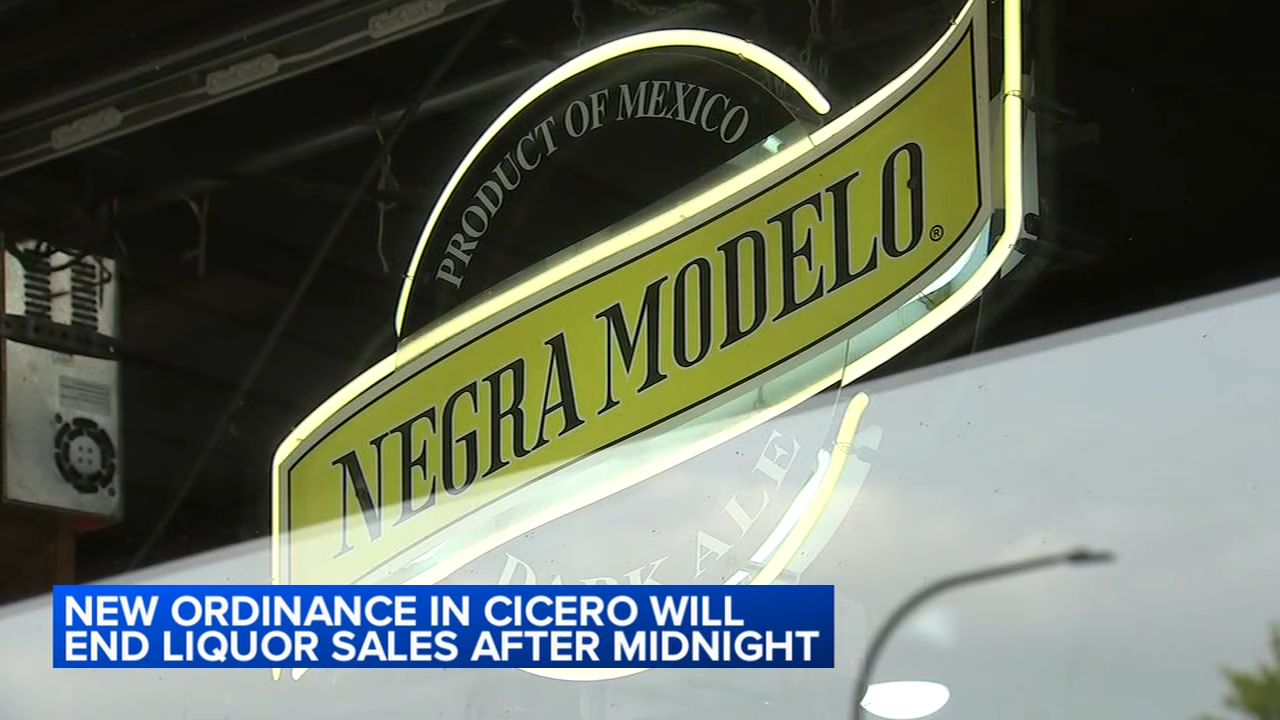 PRODUCT OF MEXICO
NEGRA MODELO®
DARK ALE
NEW ORDINANCE IN CICERO WILL
END LIQUOR SALES AFTER MIDNIGHT